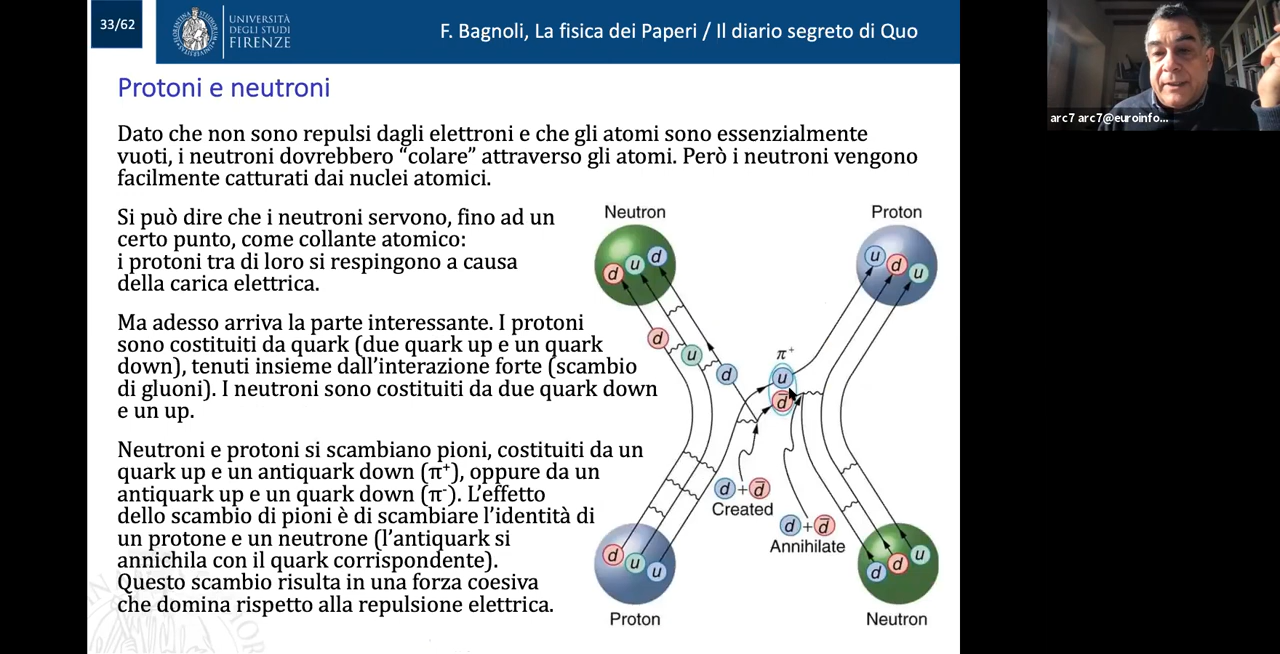 33/62
UNIVERSITÀ
DEGLI STUDI
FIRENZE
F. Bagnoli, La fisica dei Paperi / Il diario segreto di Quo
arc7 arc7@euroinfo...
Protoni e neutroni
Dato che non sono repulsi dagli elettroni e che gli atomi sono essenzialmente
vuoti, i neutroni dovrebbero “colare” attraverso gli atomi. Però i neutroni vengono
facilmente catturati dai nuclei atomici.
Si può dire che i neutroni servono, fino ad un
certo punto, come collante atomico:
i protoni tra di loro si respingono a causa
della carica elettrica.
Ma adesso arriva la parte interessante. I protoni
sono costituiti da quark (due quark up e un quark
down), tenuti insieme dall’interazione forte (scambio
di gluoni). I neutroni sono costituiti da due quark down
e un up.
Neutroni e protoni si scambiano pioni, costituiti da un
quark up e un antiquark down (π⁺), oppure da un
antiquark up e un quark down (π⁻). L’effetto
dello scambio di pioni è di scambiare l’identità di
un protone e un neutrone (l’antiquark si
annichila con il quark corrispondente).
Questo scambio risulta in una forza coesiva
che domina rispetto alla repulsione elettrica.
Neutron
Proton
d u d
u d u
d
u
d
π⁺
u
d̅
d + d̅
Created
d + d̅
Annihilate
d u u
d d u
Proton
Neutron